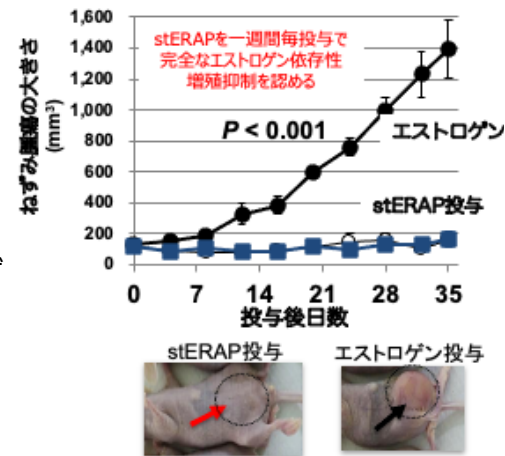 1,600
1,400
1,200
1,000
800
600
400
200
0
ねずみ腫瘍の大きさ
(mm³)
stERAPを一週間毎投与で
完全なエストロゲン依存性
増殖抑制を認める
P < 0.001
エストロゲン
stERAP投与
0 7 14 21 28 35
投与後日数
stERAP投与 エストロゲン投与